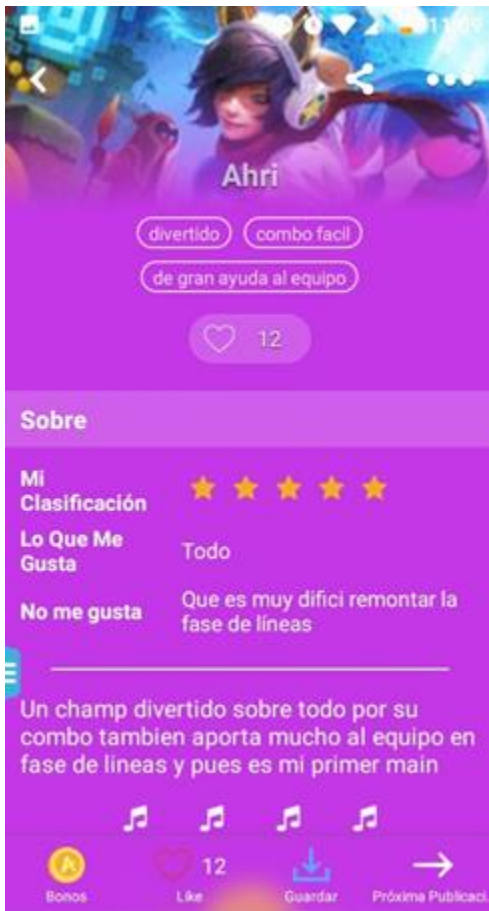 11:09
Ahri
divertido
combo facil
de gran ayuda al equipo
12
Sobre
Mi
Clasificación
Lo Que Me
Gusta
Todo
No me gusta
Que es muy difici remontar la
fase de líneas
Un champ divertido sobre todo por su
combo tambien aporta mucho al equipo en
fase de lineas y pues es mi primer main
A
12
Bonos
Like
Guardar
Próxima Publicaci.